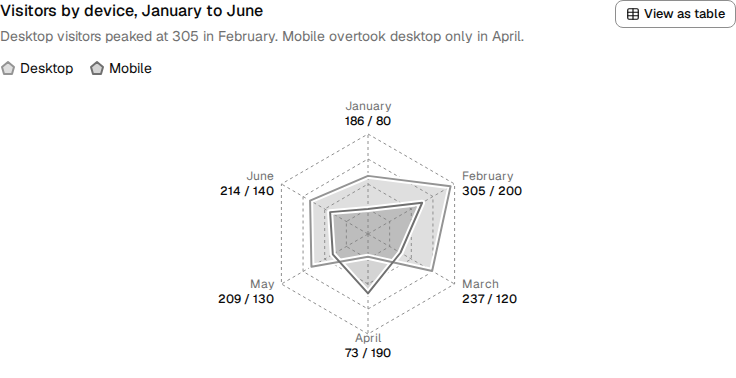 Visitors by device, January to June
View as table
Desktop visitors peaked at 305 in February. Mobile overtook desktop only in April.
Desktop
Mobile
January
186 / 80
June
214 / 140
February
305 / 200
May
209 / 130
March
237 / 120
April
73 / 190